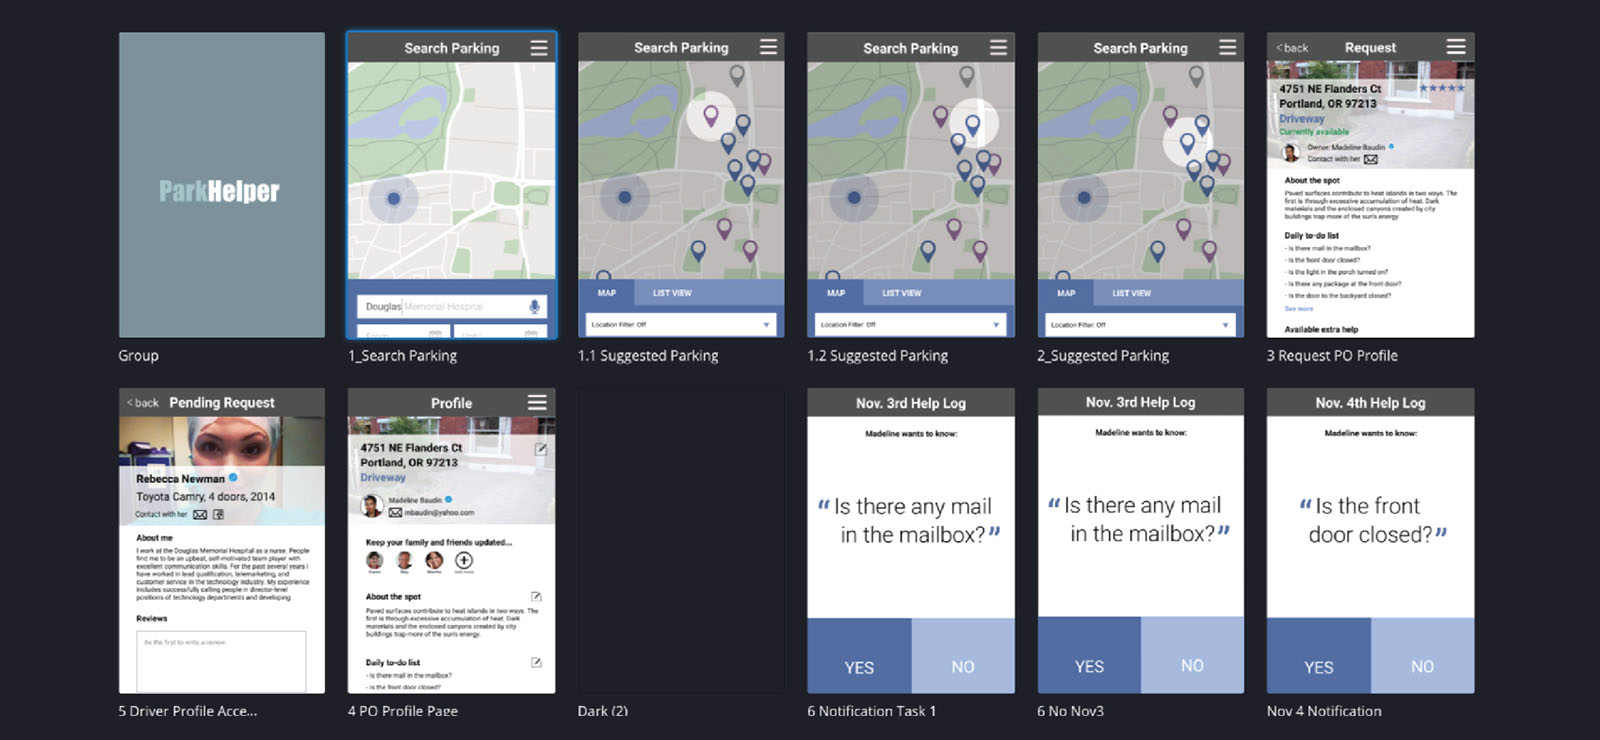 ParkHelper
Group
Search Parking
Douglas Memorial Hospital
From
Until
1_Search Parking
Search Parking
MAP
LIST VIEW
Location Filter: Off
1.1 Suggested Parking
Search Parking
MAP
LIST VIEW
Location Filter: Off
1.2 Suggested Parking
Search Parking
MAP
LIST VIEW
Location Filter: Off
2_Suggested Parking
< back
Request
4751 NE Flanders Ct
Portland, OR 97213
Driveway
Currently available
Owner: Madeline Baudin
Contact with her
About the spot
Paved surfaces contribute to heat islands in two ways. The
first is through excessive accumulation of heat. Dark
materials and the enclosed canyons created by city
buildings trap more of the sun's energy.
Daily to-do list
- Is there mail in the mailbox?
- Is the front door closed?
- Is the light in the porch turned on?
- Is there any package at the front door?
- Is the door to the backyard closed?
See more
Available extra help
3 Request PO Profile
< back
Pending Request
Rebecca Newman
Toyota Camry, 4 doors, 2014
Contact with her
About me
I work at the Douglas Memorial Hospital as a nurse. People
find me to be an upbeat, self-motivated team player with
excellent communication skills. For the past several years I
have worked in lead qualification, telemarketing, and
customer service in the technology industry. My experience
includes successfully calling people in director-level
positions of technology departments and developing.
Reviews
Be the first to write a review.
5 Driver Profile Acce...
Profile
4751 NE Flanders Ct
Portland, OR 97213
Driveway
Madeline Baudin
mbaudin@yahoo.com
Keep your family and friends updated...
About the spot
Paved surfaces contribute to heat islands in two ways. The
first is through excessive accumulation of heat. Dark
materials and the enclosed canyons created by city
buildings trap more of the sun's energy.
Daily to-do list
- Is there mail in the mailbox?
- Is the front door closed?
4 PO Profile Page
Dark (2)
Nov. 3rd Help Log
Madeline wants to know:
“Is there any mail
in the mailbox?”
YES
NO
6 Notification Task 1
Nov. 3rd Help Log
Madeline wants to know:
“Is there any mail
in the mailbox?”
YES
NO
6 No Nov3
Nov. 4th Help Log
Madeline wants to know:
“Is the front
door closed?”
YES
NO
Nov 4 Notification